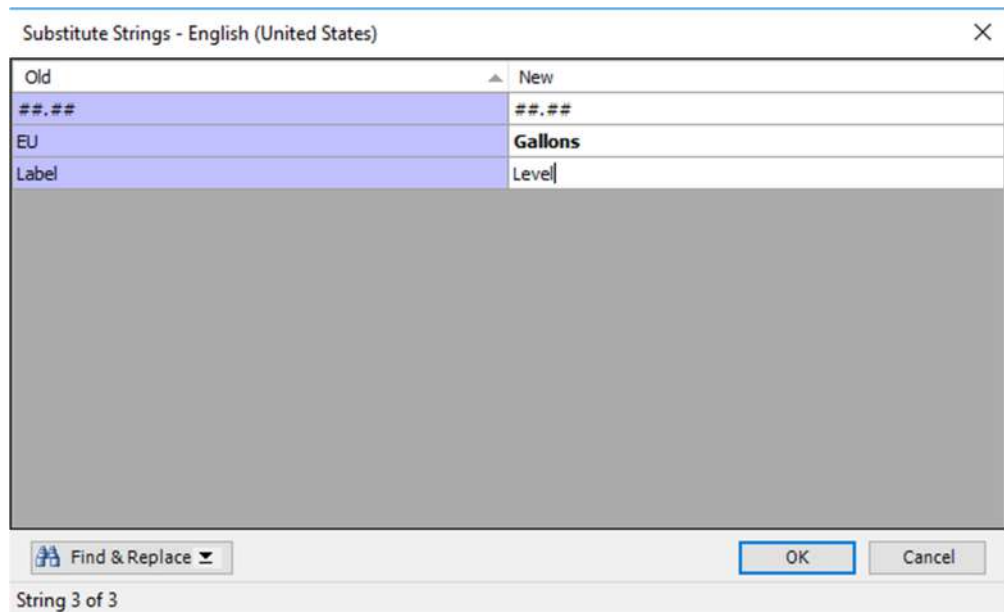 Substitute Strings - English (United States)
Old New
##.## ##.##
EU Gallons
Label Level
Find & Replace OK Cancel
String 3 of 3